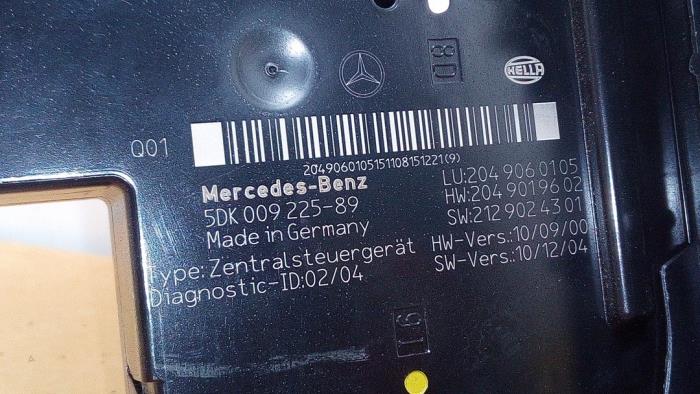 8D
HELLA
Q01
2049060105151108151221(9)
Mercedes-Benz
5DK 009 225-89
Made in Germany
Type: Zentralsteuergerät
Diagnostic-ID:02/04
LU:204 906 01 05
HW:204 901 96 02
SW:212 902 43 01
HW-Vers.:10/09/00
SW-Vers.:10/12/04
16